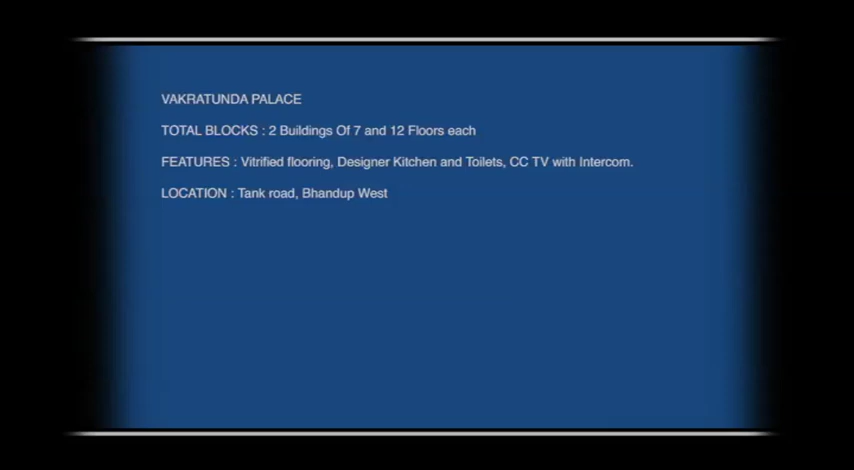 VAKRATUNDA PALACE
TOTAL BLOCKS : 2 Buildings Of 7 and 12 Floors each
FEATURES : Vitrified flooring, Designer Kitchen and Toilets, CC TV with Intercom.
LOCATION : Tank road, Bhandup West